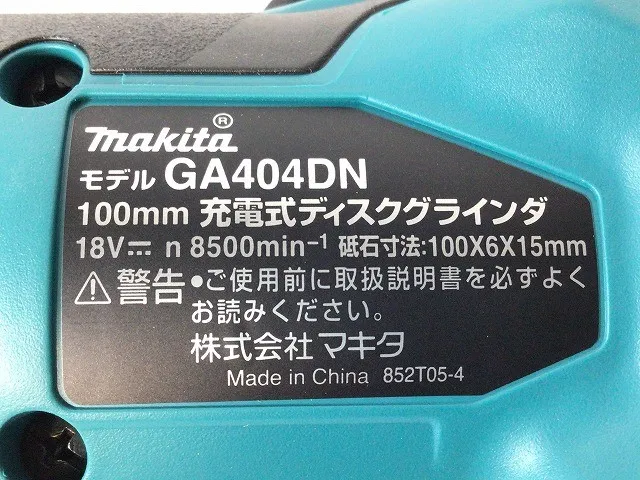 makita®
モデル GA404DN
100mm 充電式ディスクグラインダ
18V⎓ n 8500min⁻¹ 砥石寸法:100X6X15mm
⚠警告 ●ご使用前に取扱説明書を必ずよく
お読みください。
株式会社 マキタ
Made in China 852T05-4